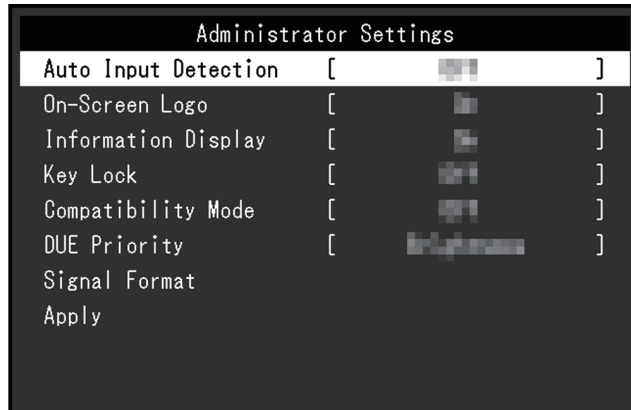 Administrator Settings
Auto Input Detection [ ]
On-Screen Logo [ ]
Information Display [ ]
Key Lock [ ]
Compatibility Mode [ ]
DUE Priority [ ]
Signal Format
Apply